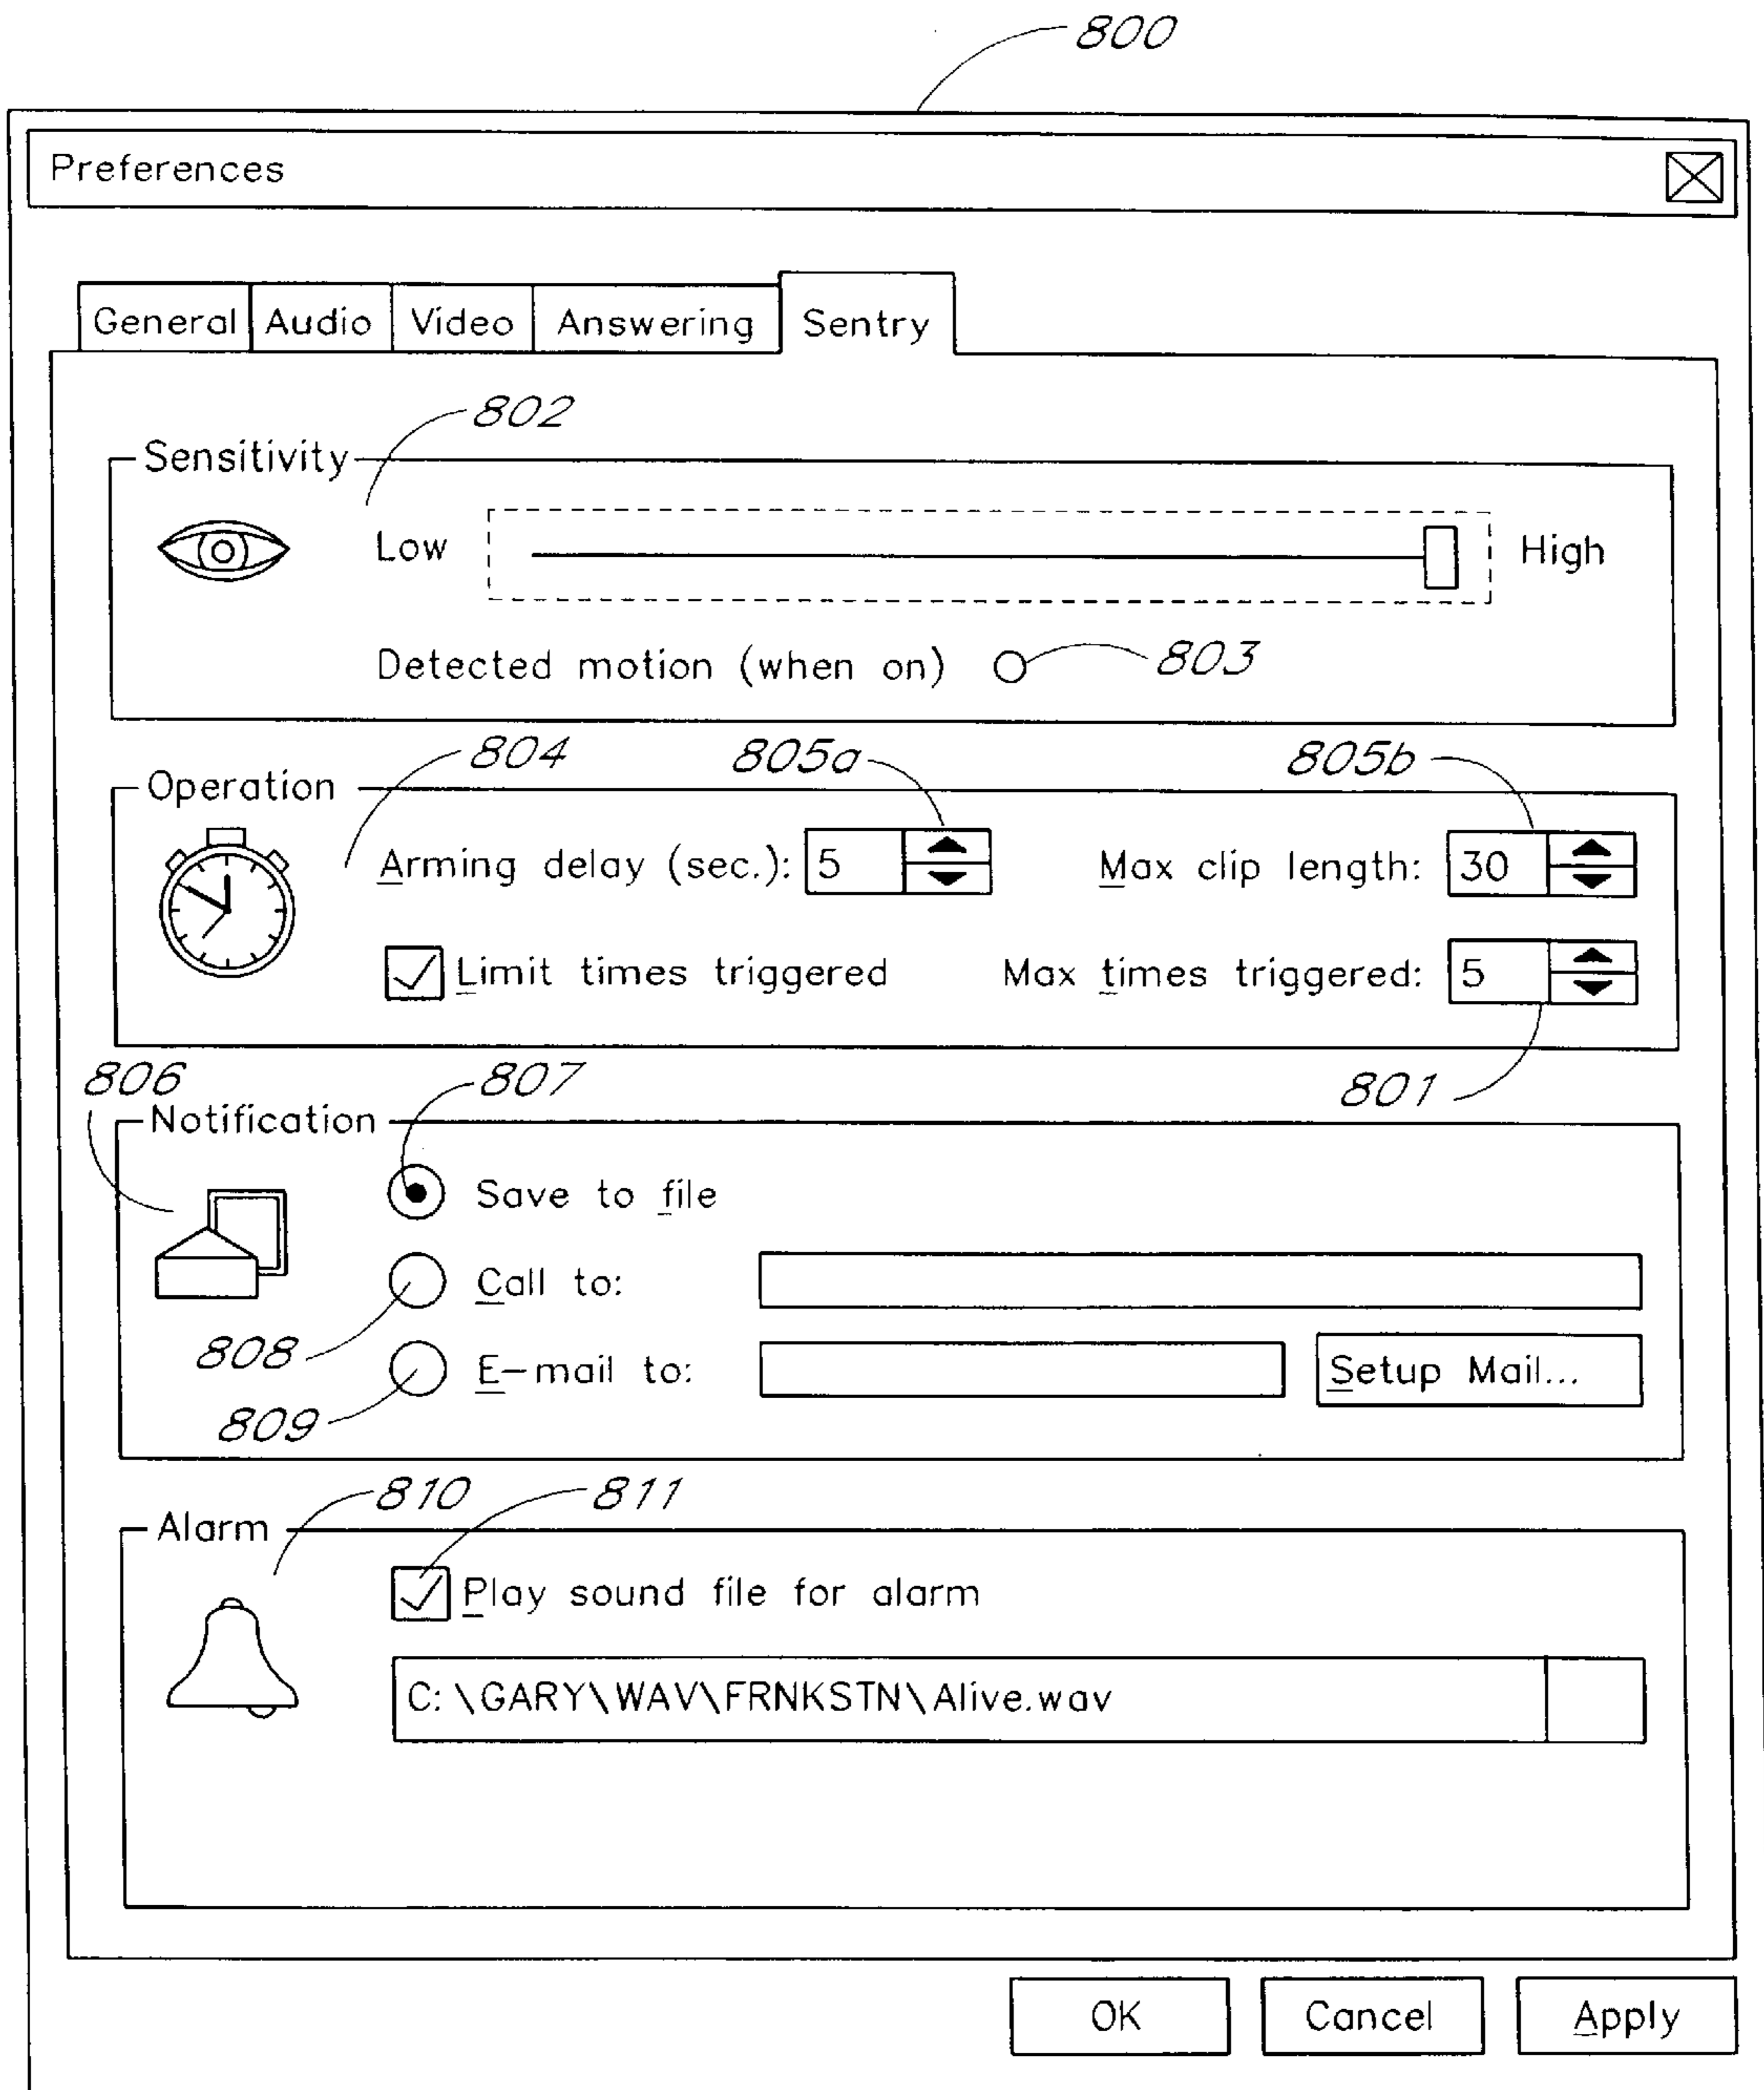 800
Preferences
General Audio Video Answering Sentry
802
Sensitivity
Low High
Detected motion (when on) 803
804 805a 805b
Operation
Arming delay (sec.): 5 Max clip length: 30
Limit times triggered Max times triggered: 5
806 807 801
Notification
Save to file
Call to:
808
E-mail to: Setup Mail...
809
810 811
Alarm
Play sound file for alarm
C:\GARY\WAV\FRNKSTN\Alive.wav
OK Cancel Apply